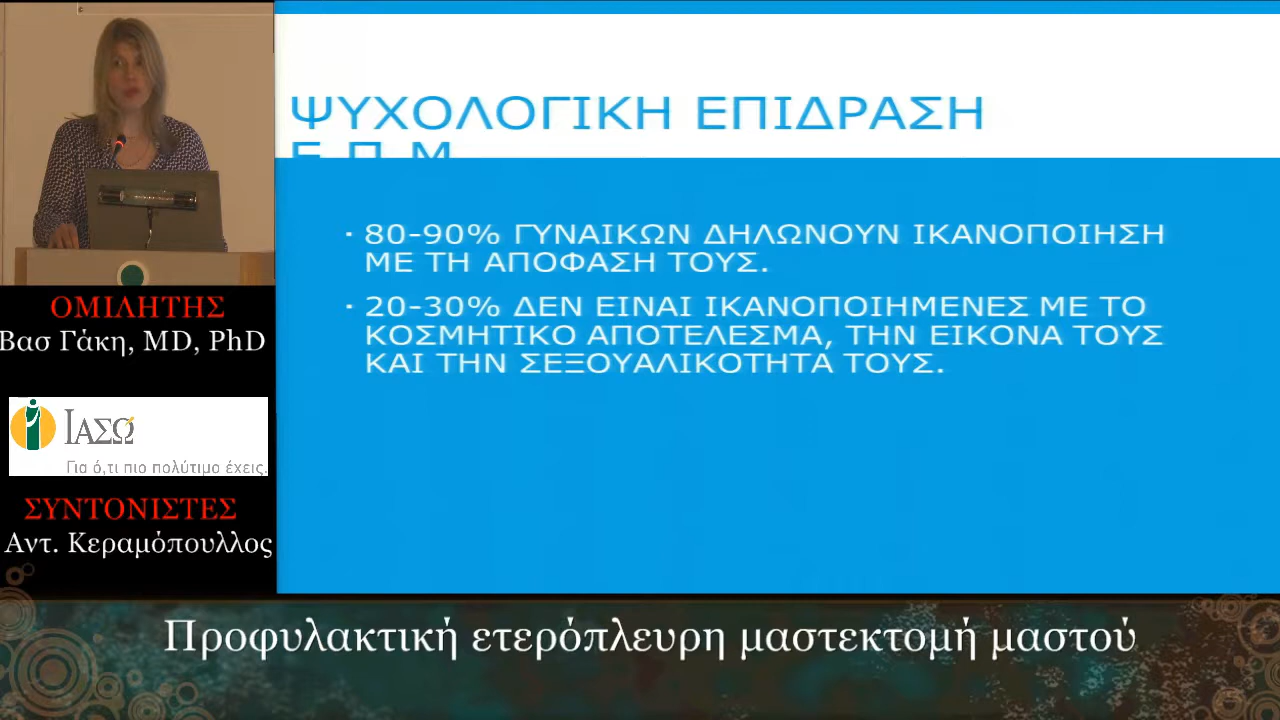 ΨΥΧΟΛΟΓΙΚΗ ΕΠΙΔΡΑΣΗ
Ε.Π.Μ.
· 80-90% ΓΥΝΑΙΚΩΝ ΔΗΛΩΝΟΥΝ ΙΚΑΝΟΠΟΙΗΣΗ
ΜΕ ΤΗ ΑΠΟΦΑΣΗ ΤΟΥΣ.
· 20-30% ΔΕΝ ΕΙΝΑΙ ΙΚΑΝΟΠΟΙΗΜΕΝΕΣ ΜΕ ΤΟ
ΚΟΣΜΗΤΙΚΟ ΑΠΟΤΕΛΕΣΜΑ, ΤΗΝ ΕΙΚΟΝΑ ΤΟΥΣ
ΚΑΙ ΤΗΝ ΣΕΞΟΥΑΛΙΚΟΤΗΤΑ ΤΟΥΣ.
ΟΜΙΛΗΤΗΣ
Βασ Γάκη, MD, PhD
ΙΑΣΩ
Για ό,τι πιο πολύτιμο έχεις.
ΣΥΝΤΟΝΙΣΤΕΣ
Αντ. Κεραμόπουλλος
Προφυλακτική ετερόπλευρη μαστεκτομή μαστού